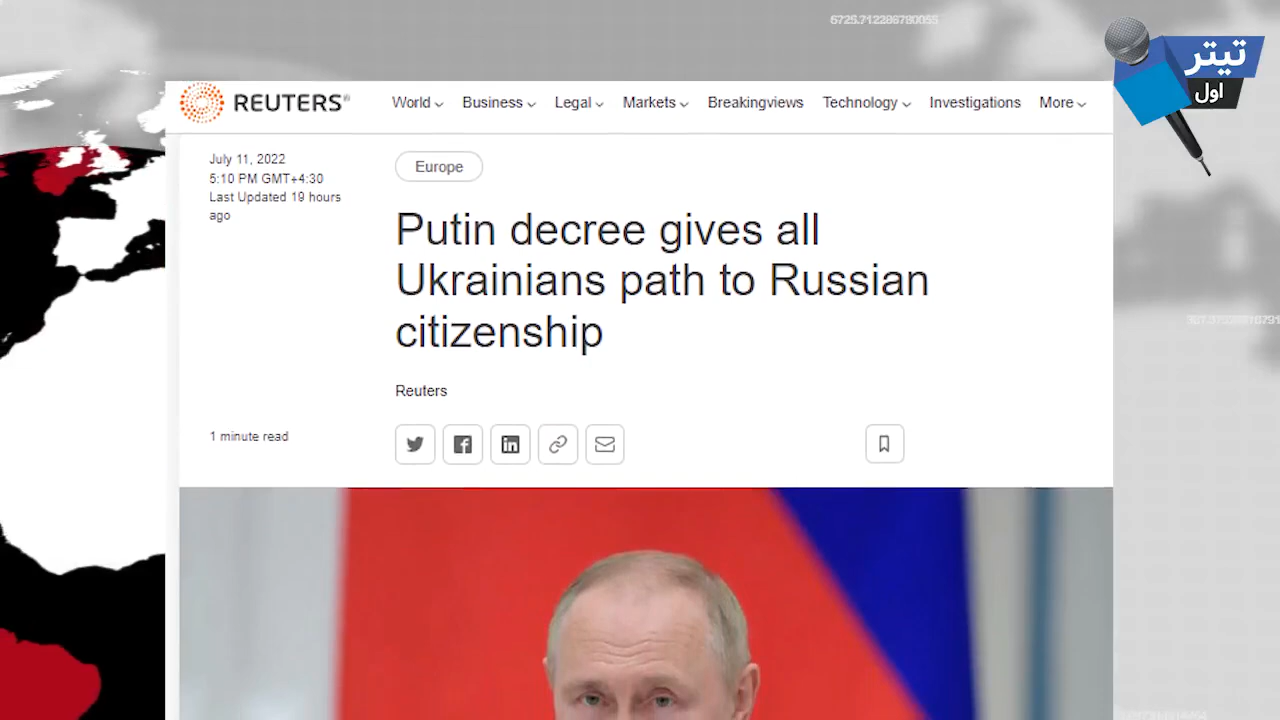 6725.712286780055
تیتر
اول
REUTERS®
World
Business
Legal
Markets
Breakingviews
Technology
Investigations
More
July 11, 2022
5:10 PM GMT+4:30
Last Updated 19 hours
ago
Europe
Putin decree gives all
Ukrainians path to Russian
citizenship
Reuters
1 minute read